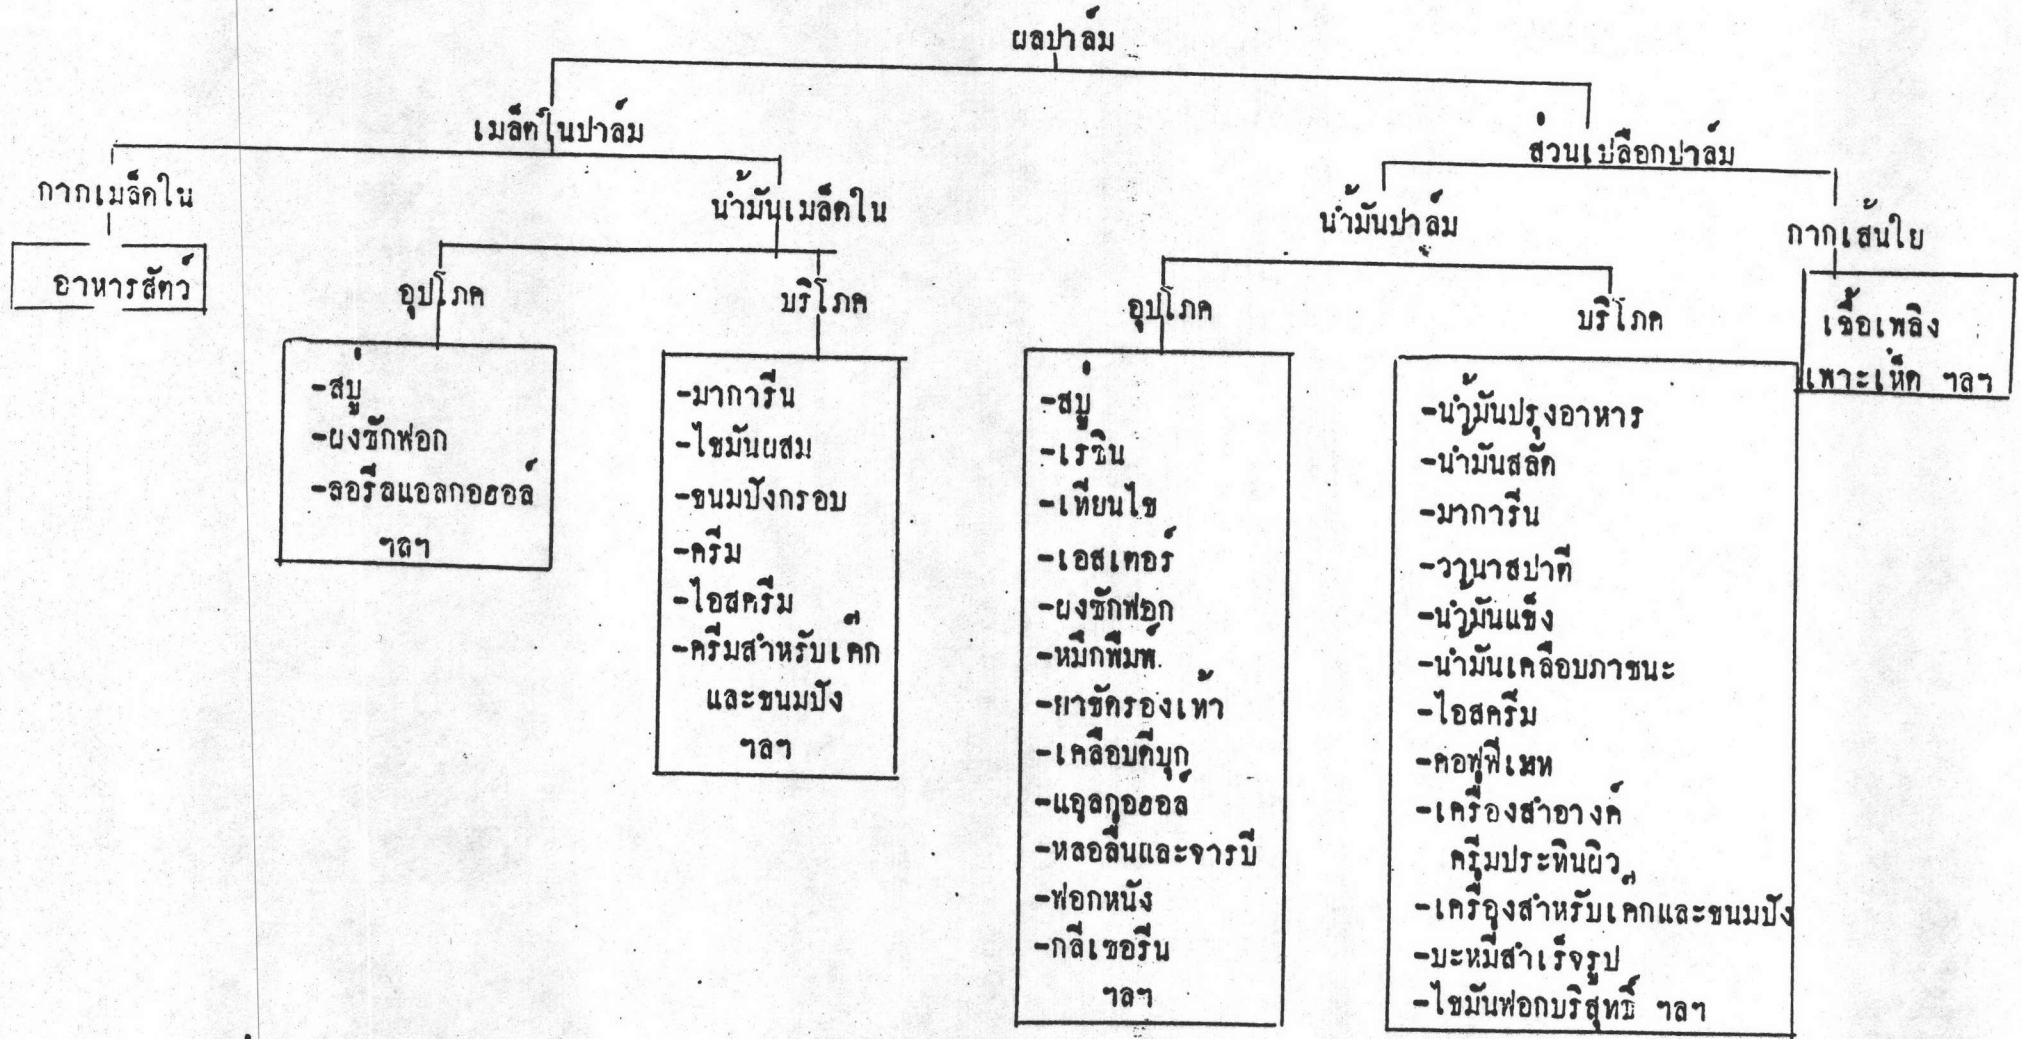 ผลปาล์ม
เมล็ดในปาล์ม
ส่วนเปลือกปาล์ม
กากเมล็ดใน
น้ำมันเมล็ดใน
น้ำมันปาล์ม
กากเส้นใย
อาหารสัตว์
อุปโภค
บริโภค
อุปโภค
บริโภค
เชื้อเพลิง
เพาะเห็ด ฯลฯ
-สบู่
-ผงซักฟอก
-ลอรีลแอลกอฮอล์
ฯลฯ
-มาการีน
-ไขมันผสม
-ขนมปังกรอบ
-ครีม
-ไอสครีม
-ครีมสำหรับเค้ก
และขนมปัง
ฯลฯ
-สบู่
-เรซิน
-เทียนไข
-เอสเตอร์
-ผงซักฟอก
-หมึกพิมพ์
-ยาขัดรองเท้า
-เคลือบดีบุก
-แอลกอฮอล์
-หล่อลื่นและจารบี
-ฟอกหนัง
-กลีเซอรีน
ฯลฯ
-น้ำมันปรุงอาหาร
-น้ำมันสลัด
-มาการีน
-วานาสปาตี
-น้ำมันแข็ง
-น้ำมันเคลือบภาชนะ
-ไอสครีม
-คอฟฟี่เมท
-เครื่องสำอางค์
ครีมประทินผิว
-เครื่องสำหรับเค้กและขนมปัง
-บะหมี่สำเร็จรูป
-ไขมันฟอกบริสุทธิ์ ฯลฯ